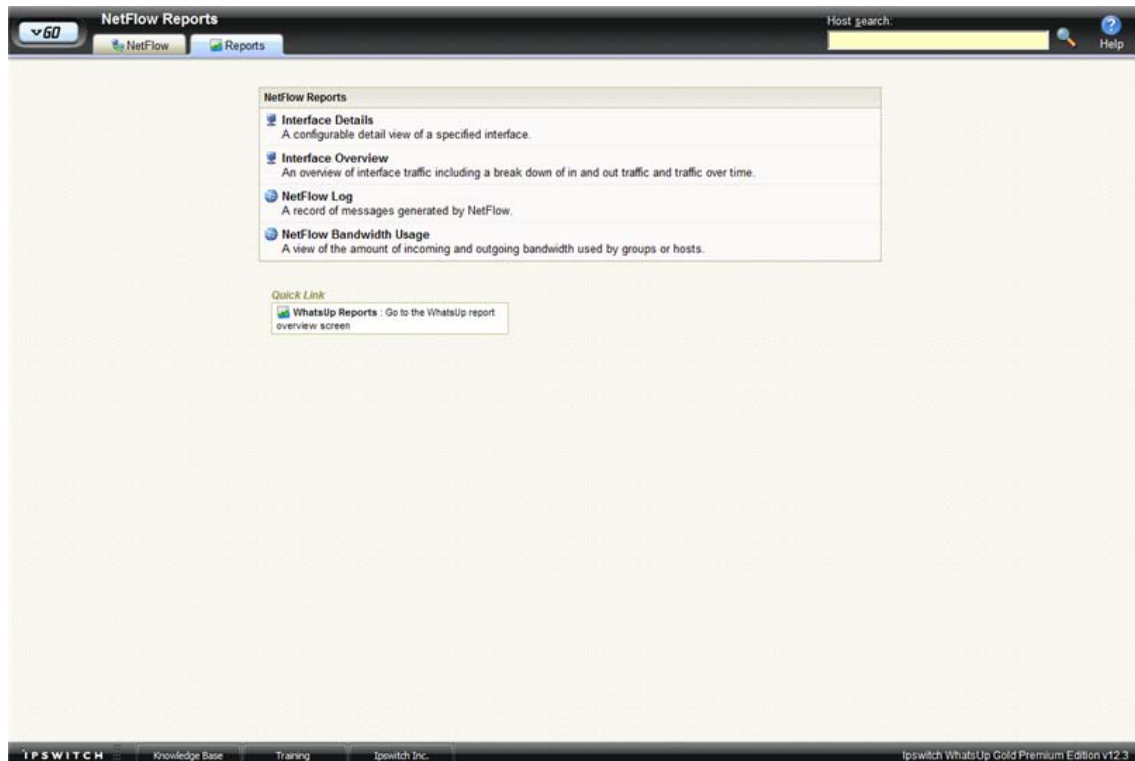 GO
NetFlow Reports
Host search:
NetFlow
Reports
Help
NetFlow Reports
Interface Details
A configurable detail view of a specified interface.
Interface Overview
An overview of interface traffic including a break down of in and out traffic and traffic over time.
NetFlow Log
A record of messages generated by NetFlow.
NetFlow Bandwidth Usage
A view of the amount of incoming and outgoing bandwidth used by groups or hosts.
Quick Link
WhatsUp Reports : Go to the WhatsUp report
overview screen
IPSWITCH
Knowledge Base
Training
Ipswitch Inc.
Ipswitch WhatsUp Gold Premium Edition v12.3